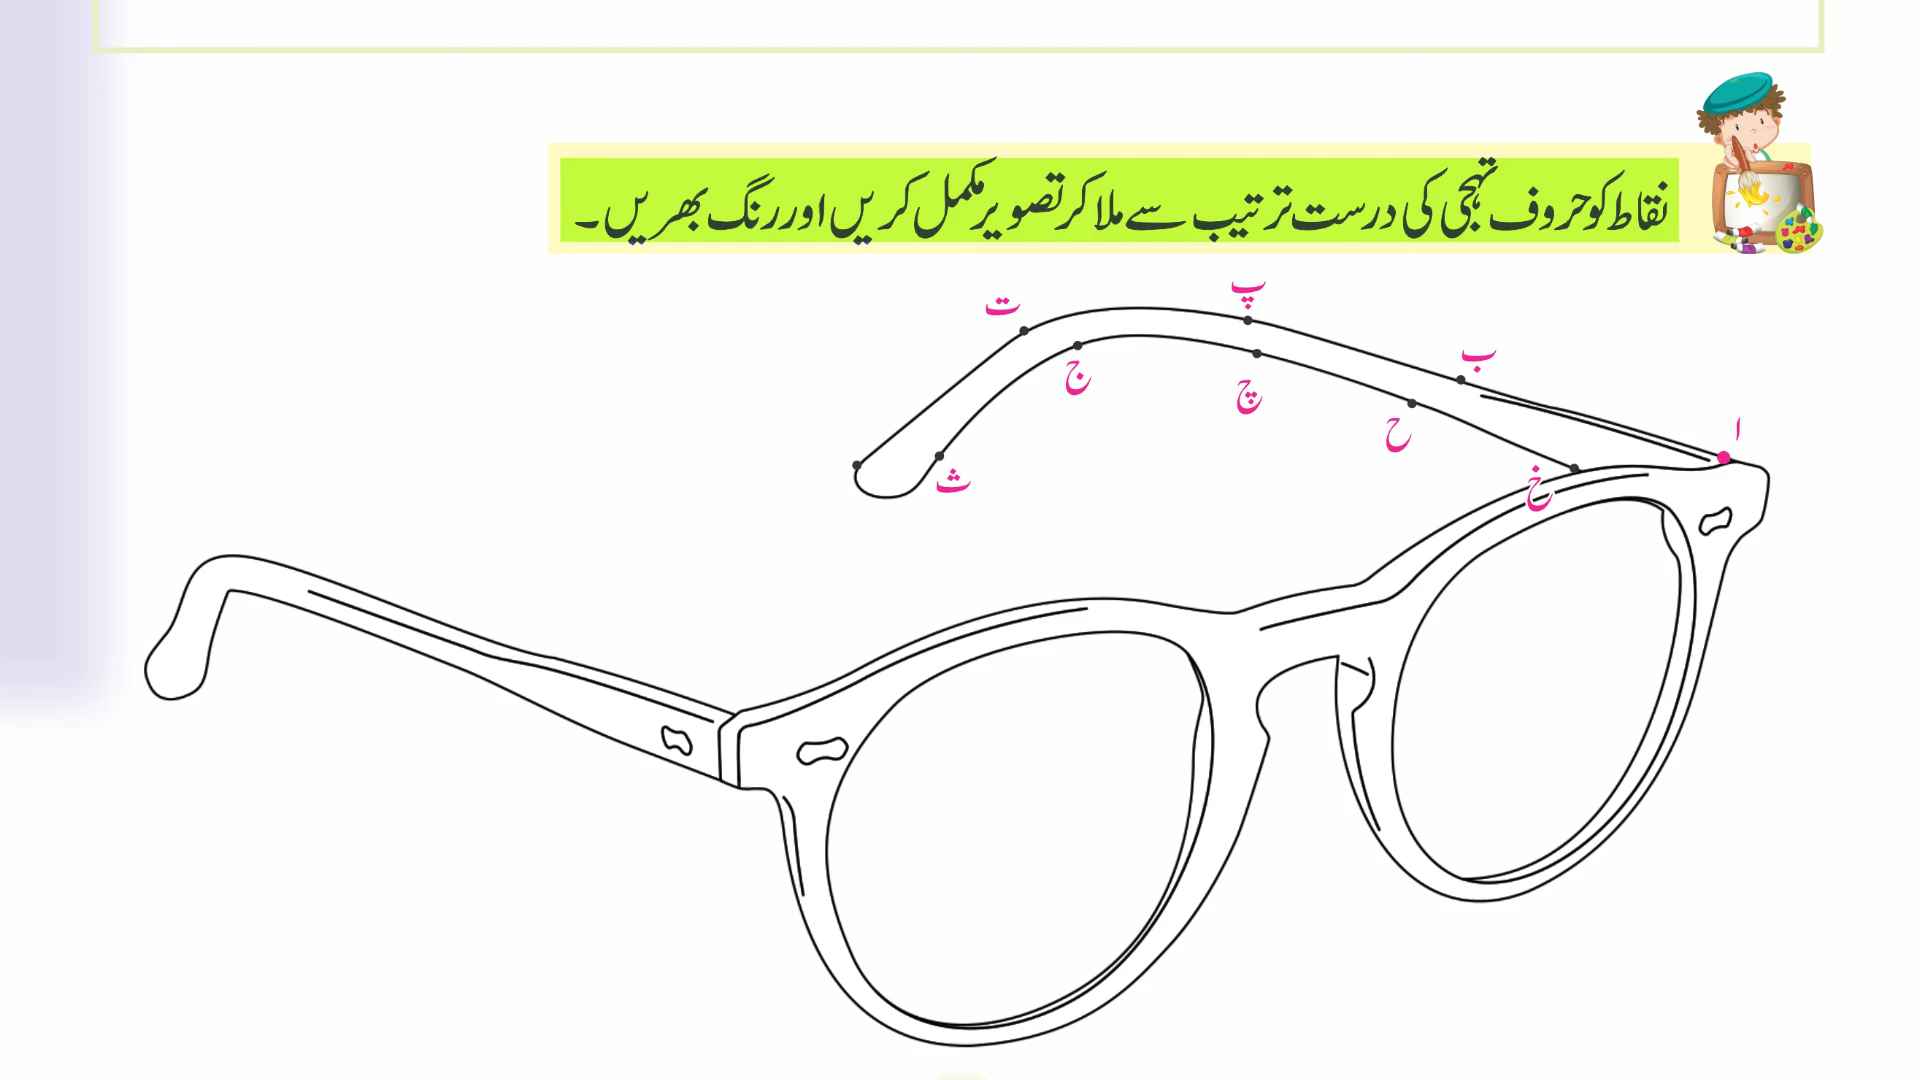 نقاط کو حروف تہجی کی درست ترتیب سے ملا کر تصویر مکمل کریں اور رنگ بھریں۔
ا
ب
پ
ت
ث
ج
چ
ح
خ